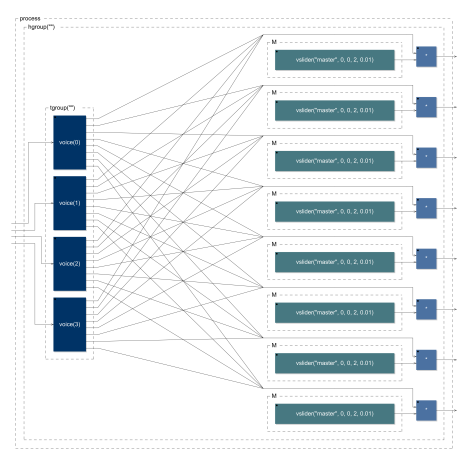 process
hgroup("")
M
vslider("master", 0, 0, 2, 0.01)
*
M
vslider("master", 0, 0, 2, 0.01)
*
tgroup("")
voice(0)
M
vslider("master", 0, 0, 2, 0.01)
*
voice(1)
M
vslider("master", 0, 0, 2, 0.01)
*
voice(2)
M
vslider("master", 0, 0, 2, 0.01)
*
voice(3)
M
vslider("master", 0, 0, 2, 0.01)
*
M
vslider("master", 0, 0, 2, 0.01)
*
M
vslider("master", 0, 0, 2, 0.01)
*